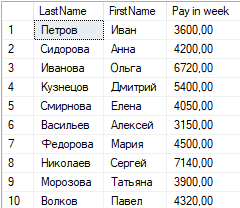 LastName FirstName Pay in week
1 Петров Иван 3600,00
2 Сидорова Анна 4200,00
3 Иванова Ольга 6720,00
4 Кузнецов Дмитрий 5400,00
5 Смирнова Елена 4050,00
6 Васильев Алексей 3150,00
7 Федорова Мария 4500,00
8 Николаев Сергей 7140,00
9 Морозова Татьяна 3900,00
10 Волков Павел 4320,00